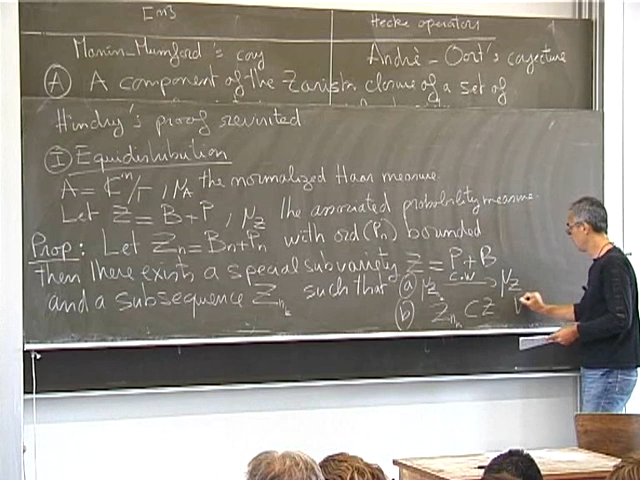 [m]
Hecke operators
Manin-Mumford's conj
André-Oort's conjecture
(A) A component of the Zariski closure of a set of
Hindry's proof revisited
(I) Equidistribution
A = ℂⁿ/Γ, μ_A the normalized Haar measure.
Let Z = B + P, μ_Z the associated probability measure.
Prop: Let Z_n = B_n + P_n with ord(P_n) bounded
then there exists a special subvariety Z = P + B
and a subsequence Z_{n_k} such that (a) μ_{Z_{n_k}} → μ_Z
(b) Z_{n_k} ⊂ Z